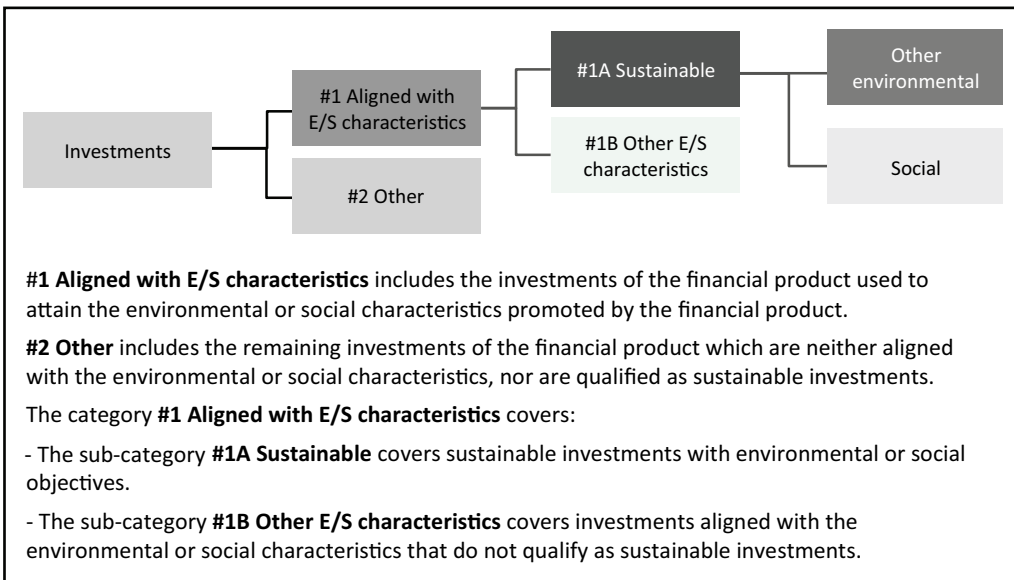 Investments
#1 Aligned with
E/S characteristics
#2 Other
#1A Sustainable
#1B Other E/S
characteristics
Other
environmental
Social
#1 Aligned with E/S characteristics includes the investments of the financial product used to
attain the environmental or social characteristics promoted by the financial product.
#2 Other includes the remaining investments of the financial product which are neither aligned
with the environmental or social characteristics, nor are qualified as sustainable investments.
The category #1 Aligned with E/S characteristics covers:
- The sub-category #1A Sustainable covers sustainable investments with environmental or social
objectives.
- The sub-category #1B Other E/S characteristics covers investments aligned with the
environmental or social characteristics that do not qualify as sustainable investments.